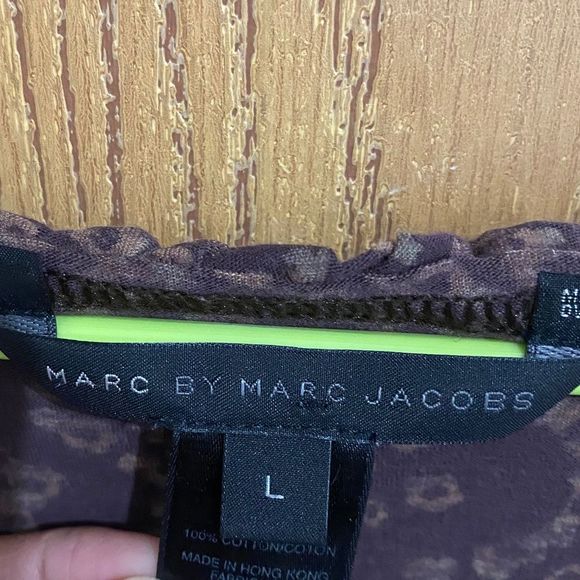 MARC BY MARC JACOBS
L
100% COTTON/COTON
MADE IN HONG KONG